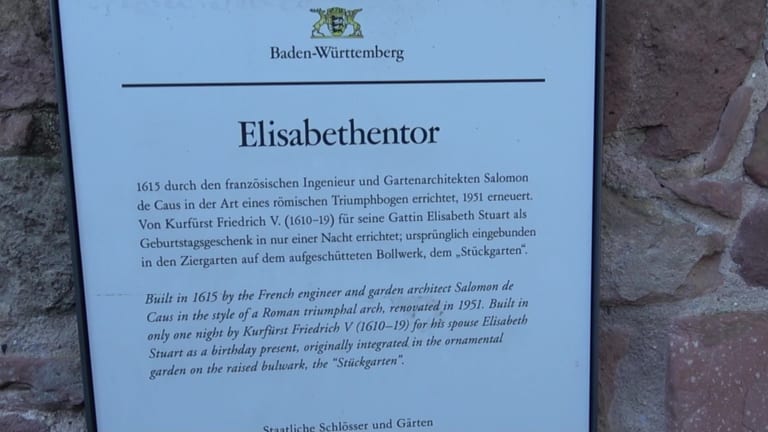 Baden-Württemberg
Elisabethentor
1615 durch den französischen Ingenieur und Gartenarchitekten Salomon
de Caus in der Art eines römischen Triumphbogen errichtet, 1951 erneuert.
Von Kurfürst Friedrich V. (1610–19) für seine Gattin Elisabeth Stuart als
Geburtstagsgeschenk in nur einer Nacht errichtet; ursprünglich eingebunden
in den Ziergarten auf dem aufgeschütteten Bollwerk, dem „Stückgarten“.
Built in 1615 by the French engineer and garden architect Salomon de
Caus in the style of a Roman triumphal arch, renovated in 1951. Built in
only one night by Kurfürst Friedrich V (1610–19) for his spouse Elisabeth
Stuart as a birthday present, originally integrated in the ornamental
garden on the raised bulwark, the “Stückgarten”.
Staatliche Schlösser und Gärten